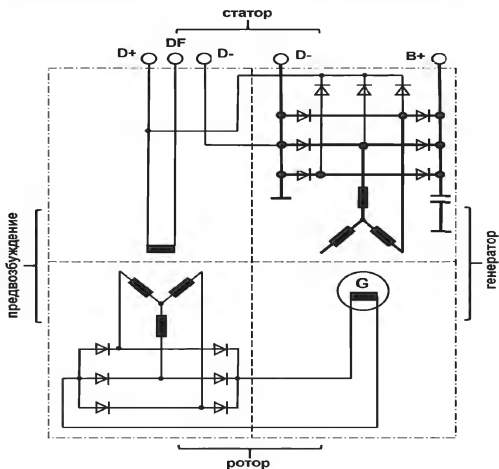 статор
D+ DF D- D- B+
предвозбуждение
генератор
G
ротор